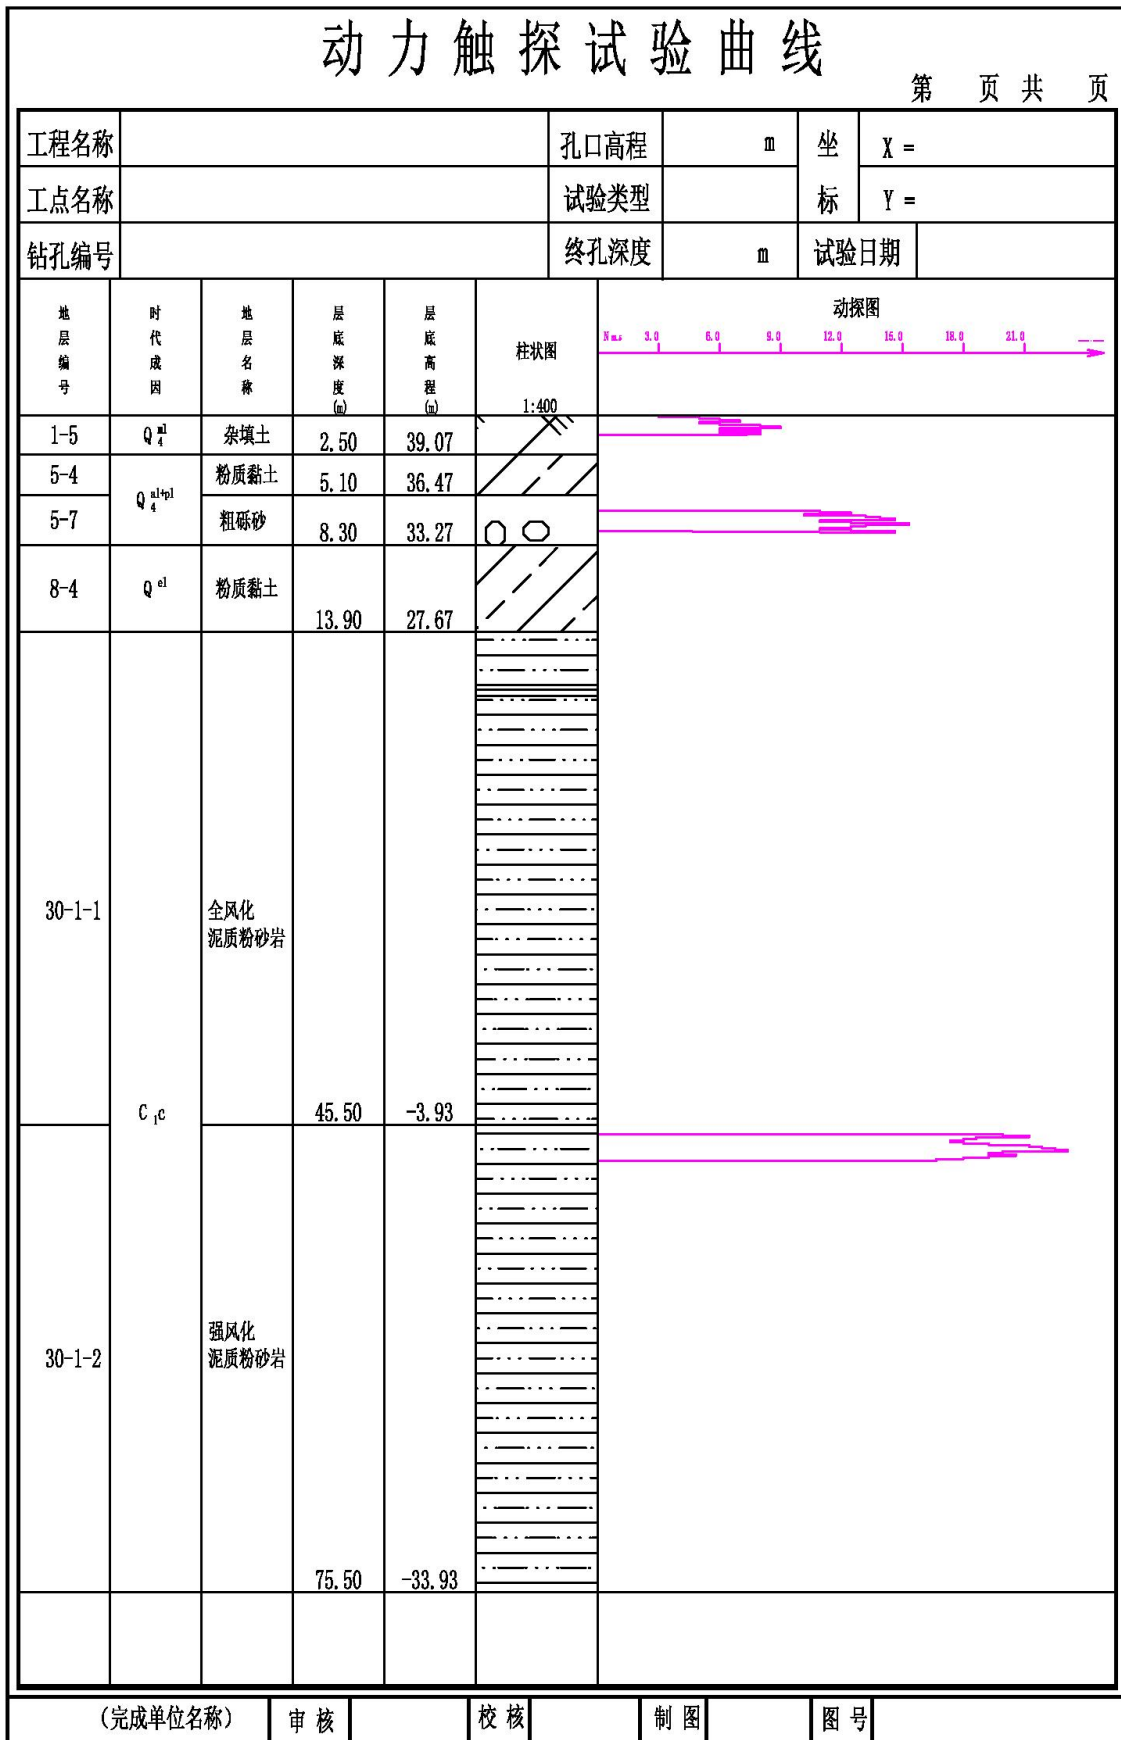 动力触探试验曲线
第 页 共 页
工程名称 孔口高程 m 坐 X =
工点名称 试验类型 标 Y =
钻孔编号 终孔深度 m 试验日期
地层编号 时代成因 地层名称 层底深度(m) 层底高程(m) 柱状图 1:400 动探图
3.0 6.0 9.0 12.0 15.0 18.0 21.0
1-5 Q4ml 杂填土 2.50 39.07
5-4 Q4al+pl 粉质黏土 5.10 36.47
5-7 粗砾砂 8.30 33.27
8-4 Qel 粉质黏土 13.90 27.67
30-1-1 C1c 全风化
泥质粉砂岩 45.50 -3.93
30-1-2 强风化
泥质粉砂岩 75.50 -33.93
(完成单位名称) 审核 校核 制图 图号